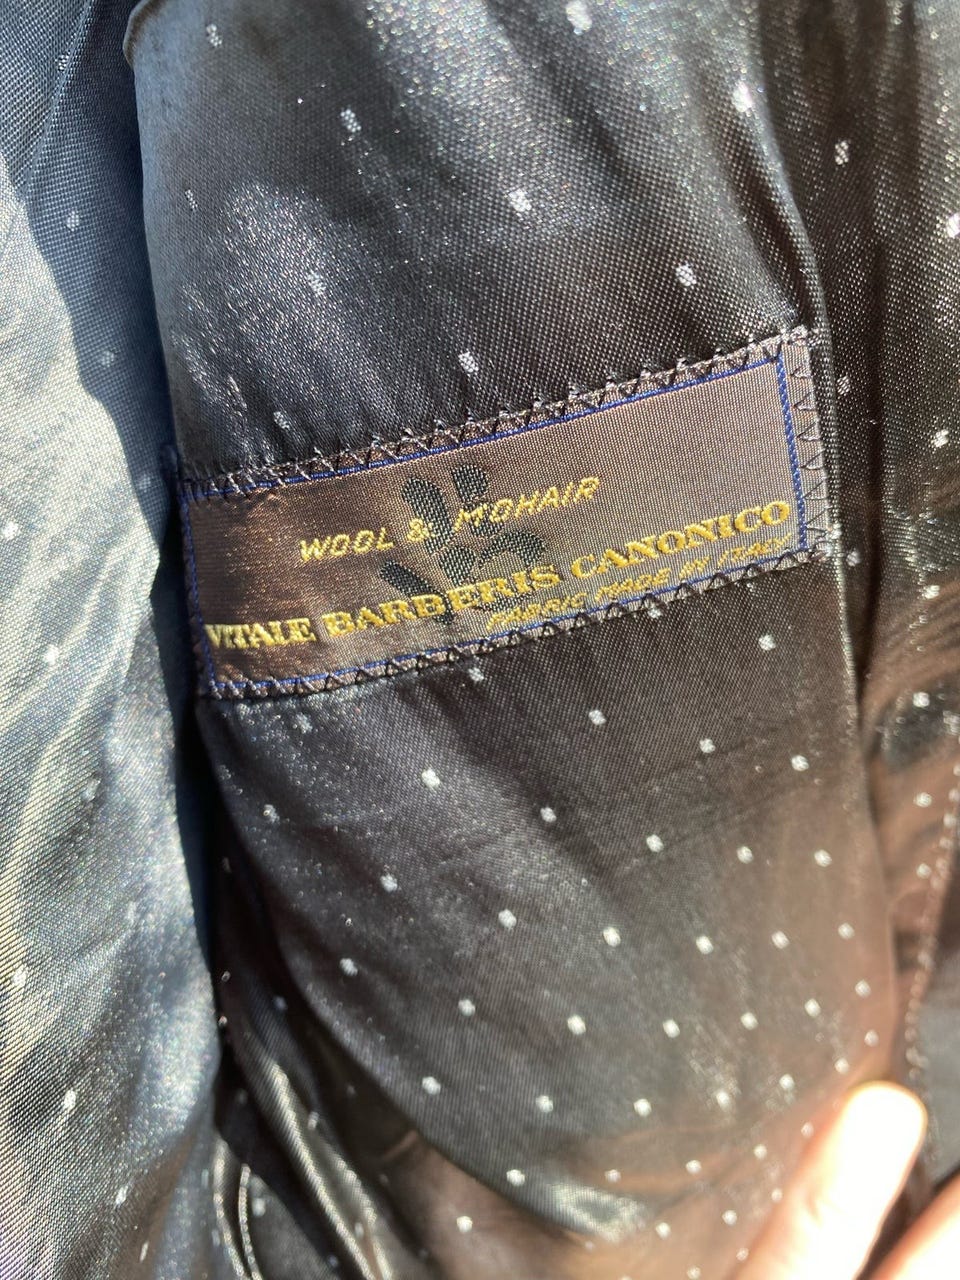 WOOL & MOHAIR
VITALE BARBERIS CANONICO
FABRIC MADE IN ITALY